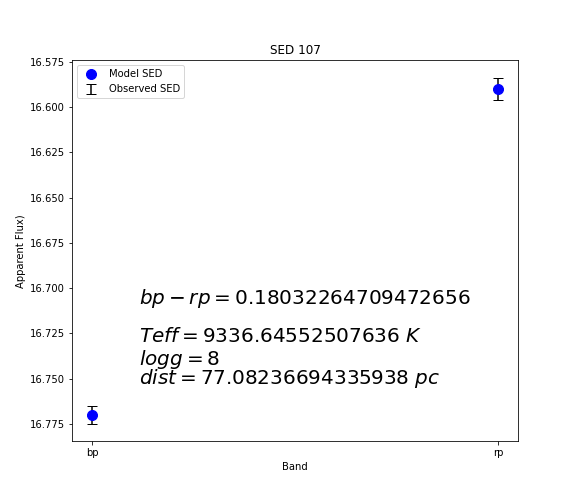 SED 107
16.575
Model SED
Observed SED
16.600
16.625
16.650
16.675
Apparent Flux)
16.700
bp − rp = 0.18032264709472656
16.725
Teff = 9336.64552507636 K
logg = 8
16.750
dist = 77.08236694335938 pc
16.775
bp
rp
Band